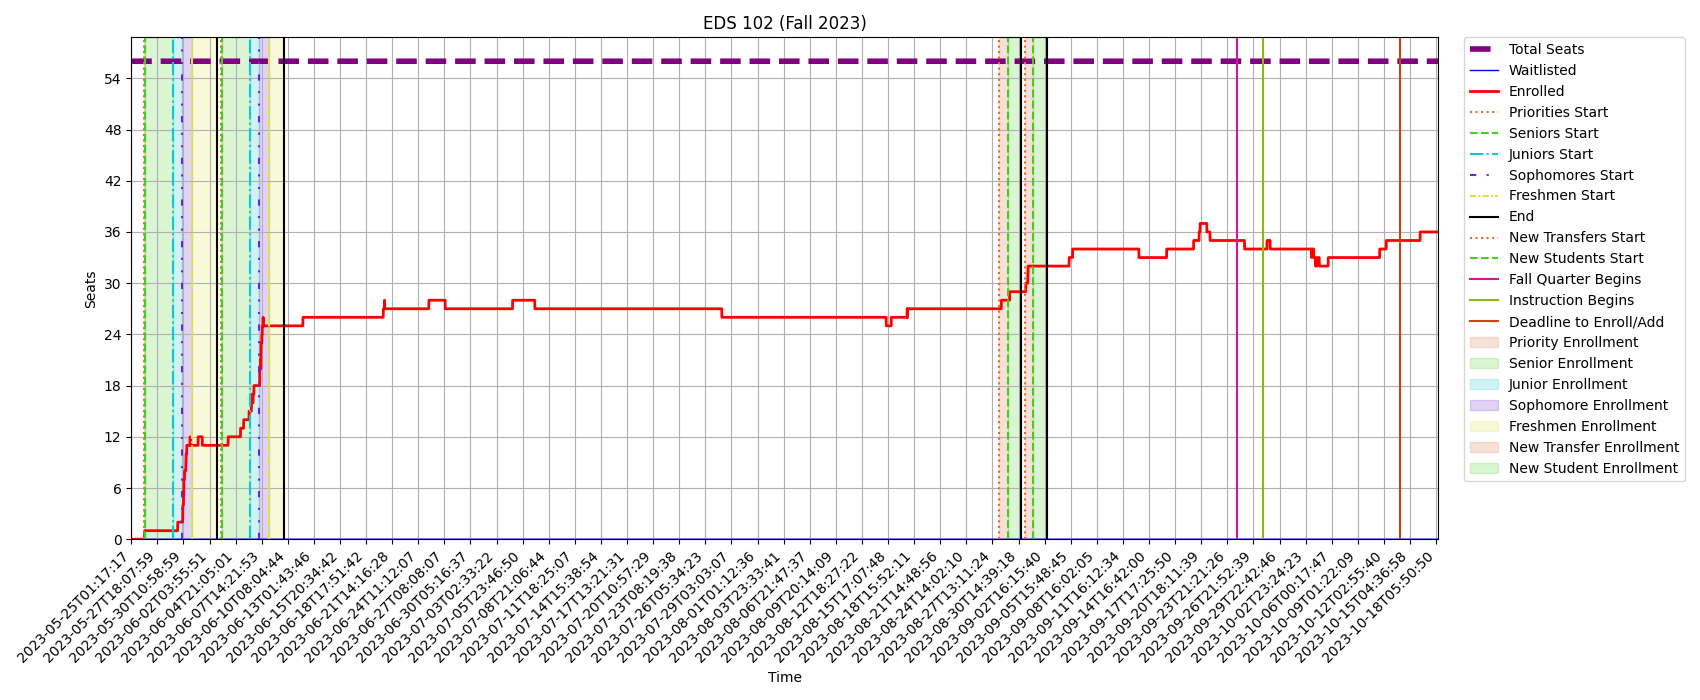 EDS 102 (Fall 2023)
Seats
54
48
42
36
30
24
18
12
6
0
2023-05-25T01:17:17
2023-05-27T18:07:59
2023-05-30T10:58:59
2023-06-02T03:55:51
2023-06-04T21:05:01
2023-06-07T14:21:53
2023-06-10T08:04:44
2023-06-13T01:43:46
2023-06-15T20:34:42
2023-06-18T17:51:42
2023-06-21T14:16:28
2023-06-24T11:12:07
2023-06-27T08:08:07
2023-06-30T05:16:37
2023-07-03T02:33:22
2023-07-05T23:46:50
2023-07-08T21:06:44
2023-07-11T18:25:07
2023-07-14T15:38:54
2023-07-17T13:21:31
2023-07-20T10:57:29
2023-07-23T08:19:38
2023-07-26T05:34:23
2023-07-29T03:03:07
2023-08-01T01:12:36
2023-08-03T23:33:41
2023-08-06T21:47:37
2023-08-09T20:14:09
2023-08-12T18:27:22
2023-08-15T17:07:48
2023-08-18T15:52:11
2023-08-21T14:48:56
2023-08-24T14:02:10
2023-08-27T13:11:24
2023-08-30T14:39:18
2023-09-02T16:15:40
2023-09-05T15:48:45
2023-09-08T16:02:05
2023-09-11T16:12:34
2023-09-14T16:42:00
2023-09-17T17:25:50
2023-09-20T18:11:39
2023-09-23T21:21:26
2023-09-26T21:52:39
2023-09-29T22:42:46
2023-10-02T23:24:23
2023-10-06T00:17:47
2023-10-09T01:22:09
2023-10-12T02:55:40
2023-10-15T04:36:58
2023-10-18T05:50:50
Time
Total Seats
Waitlisted
Enrolled
Priorities Start
Seniors Start
Juniors Start
Sophomores Start
Freshmen Start
End
New Transfers Start
New Students Start
Fall Quarter Begins
Instruction Begins
Deadline to Enroll/Add
Priority Enrollment
Senior Enrollment
Junior Enrollment
Sophomore Enrollment
Freshmen Enrollment
New Transfer Enrollment
New Student Enrollment